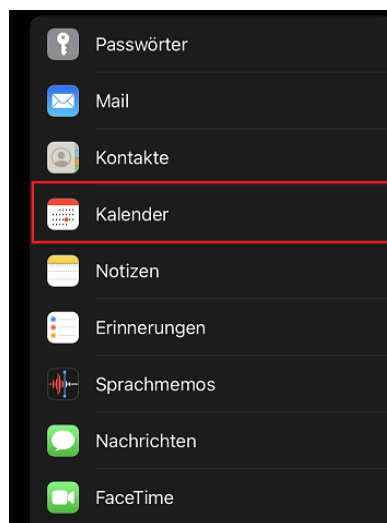 Passwörter
Mail
Kontakte
Kalender
Notizen
Erinnerungen
Sprachmemos
Nachrichten
FaceTime